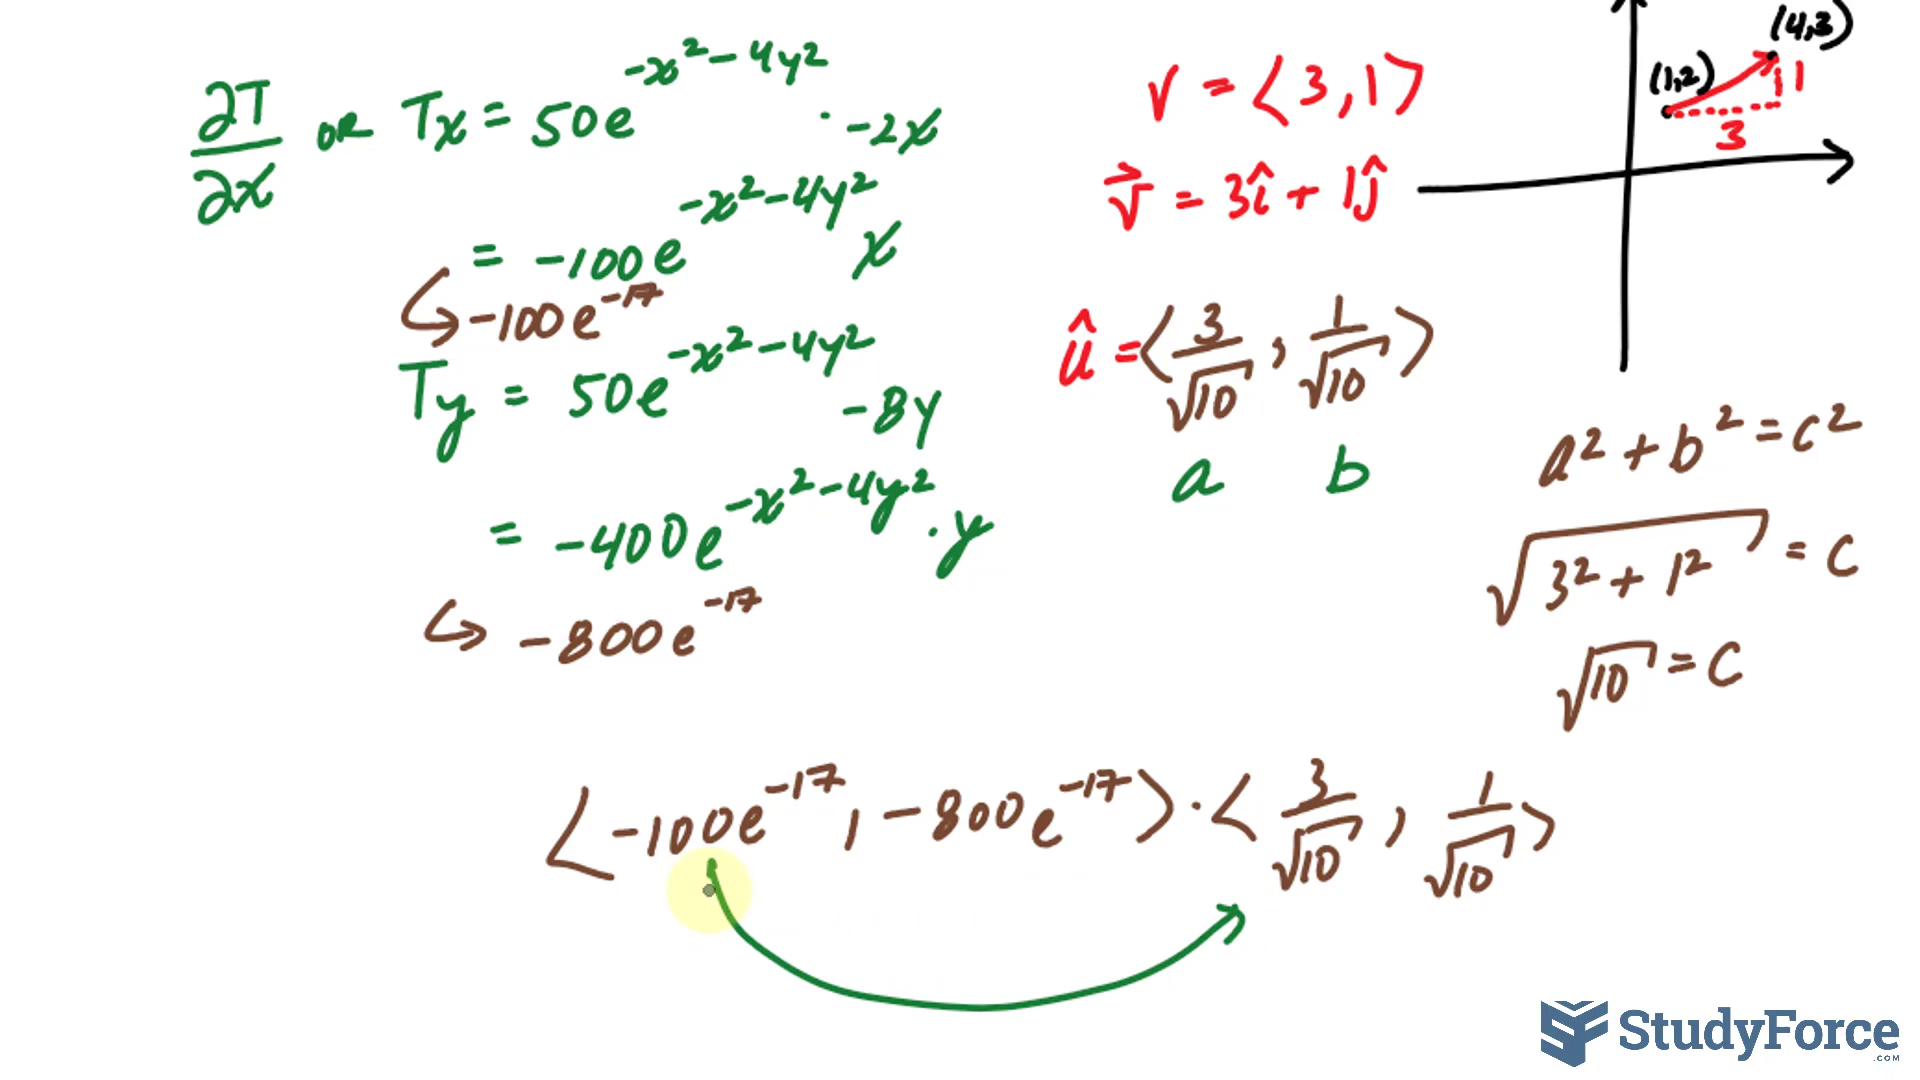 ∂T/∂x OR Tx = 50e^(-x²-4y²) · -2x
= -100e^(-x²-4y²) x
↪ -100e^(-17)
Ty = 50e^(-x²-4y²) -8y
= -400e^(-x²-4y²) · y
↪ -800e^(-17)
v = ⟨3, 1⟩
v⃗ = 3î + 1ĵ
û = ⟨3/√10, 1/√10⟩
a b
(4,3)
(1,2)
1
3
a² + b² = c²
√(3² + 1²) = c
√10 = c
⟨-100e^(-17), -800e^(-17)⟩ · ⟨3/√10, 1/√10⟩
StudyForce
.COM